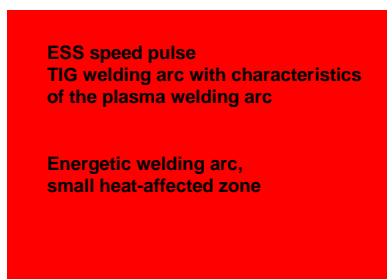 ESS speed pulse
TIG welding arc with characteristics
of the plasma welding arc
Energetic welding arc,
small heat-affected zone